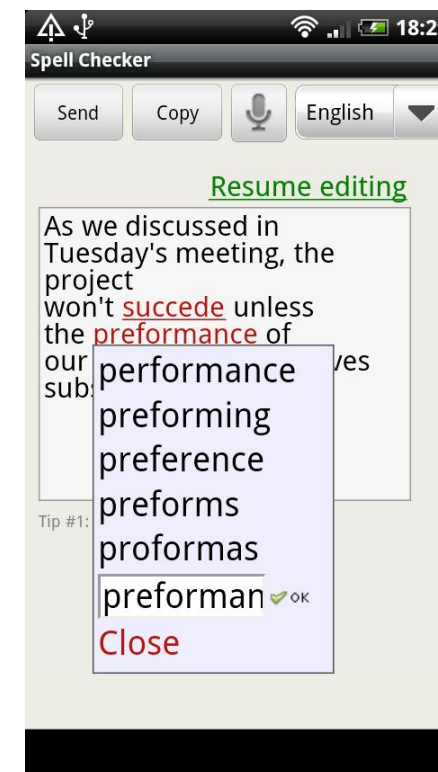 18:2
Spell Checker
Send Copy English
Resume editing
As we discussed in
Tuesday's meeting, the
project
won't succede unless
the preformance of
our ves
subs
performance
preforming
preference
preforms
proformas
preforman OK
Close
Tip #1: